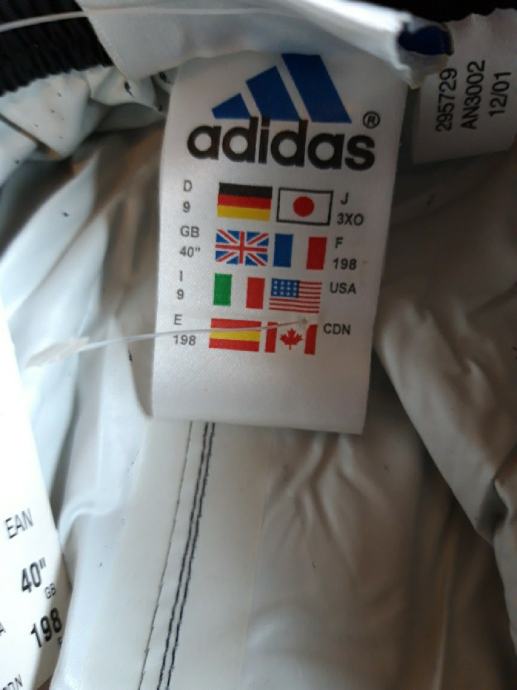 adidas®
D
9
J
3XO
GB
40"
F
198
I
9
USA
E
198
CDN
295729
AN3002
12/01
EAN
40"
GB
198